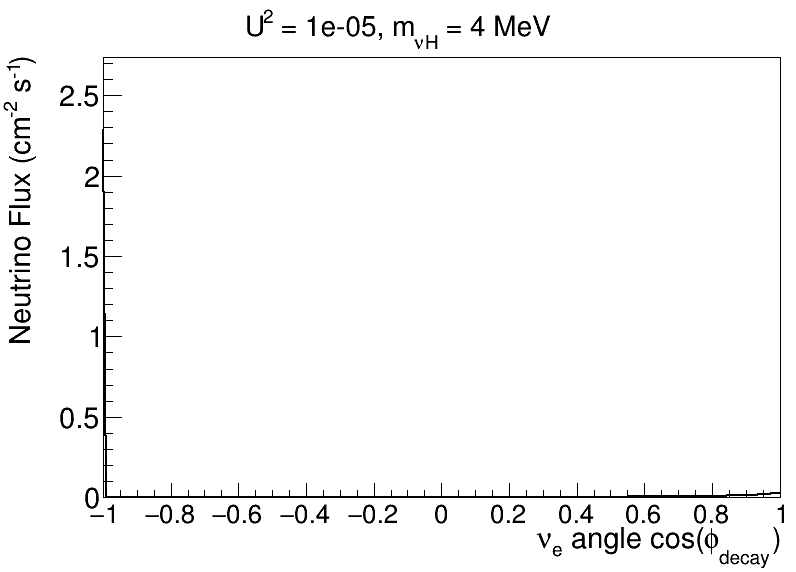 U² = 1e-05, m_νH = 4 MeV
Neutrino Flux (cm⁻² s⁻¹)
2.5
2
1.5
1
0.5
0
−1 −0.8 −0.6 −0.4 −0.2 0 0.2 0.4 0.6 0.8 1
ν_e angle cos(ϕ_decay)